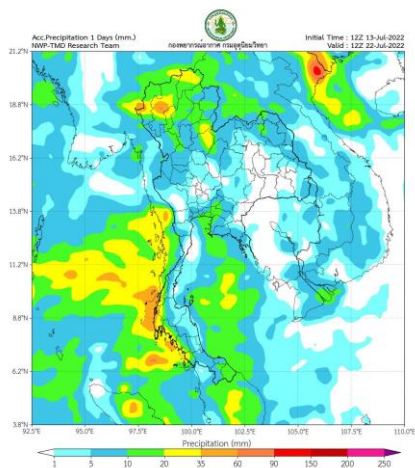 Acc.Precipitation 1 Days (mm.)
NWP-TMD Research Team
กองพยากรณ์อากาศ กรมอุตุนิยมวิทยา
Initial Time : 12Z 13-Jul-2022
Valid : 12Z 22-Jul-2022
21.2°N
18.8°N
16.2°N
13.8°N
11.2°N
8.8°N
6.2°N
3.8°N
92.5°E 95.0°E 97.5°E 100.0°E 102.5°E 105.0°E 107.5°E 110.0°E
Precipitation (mm)
1 5 10 20 35 60 90 150 200 250